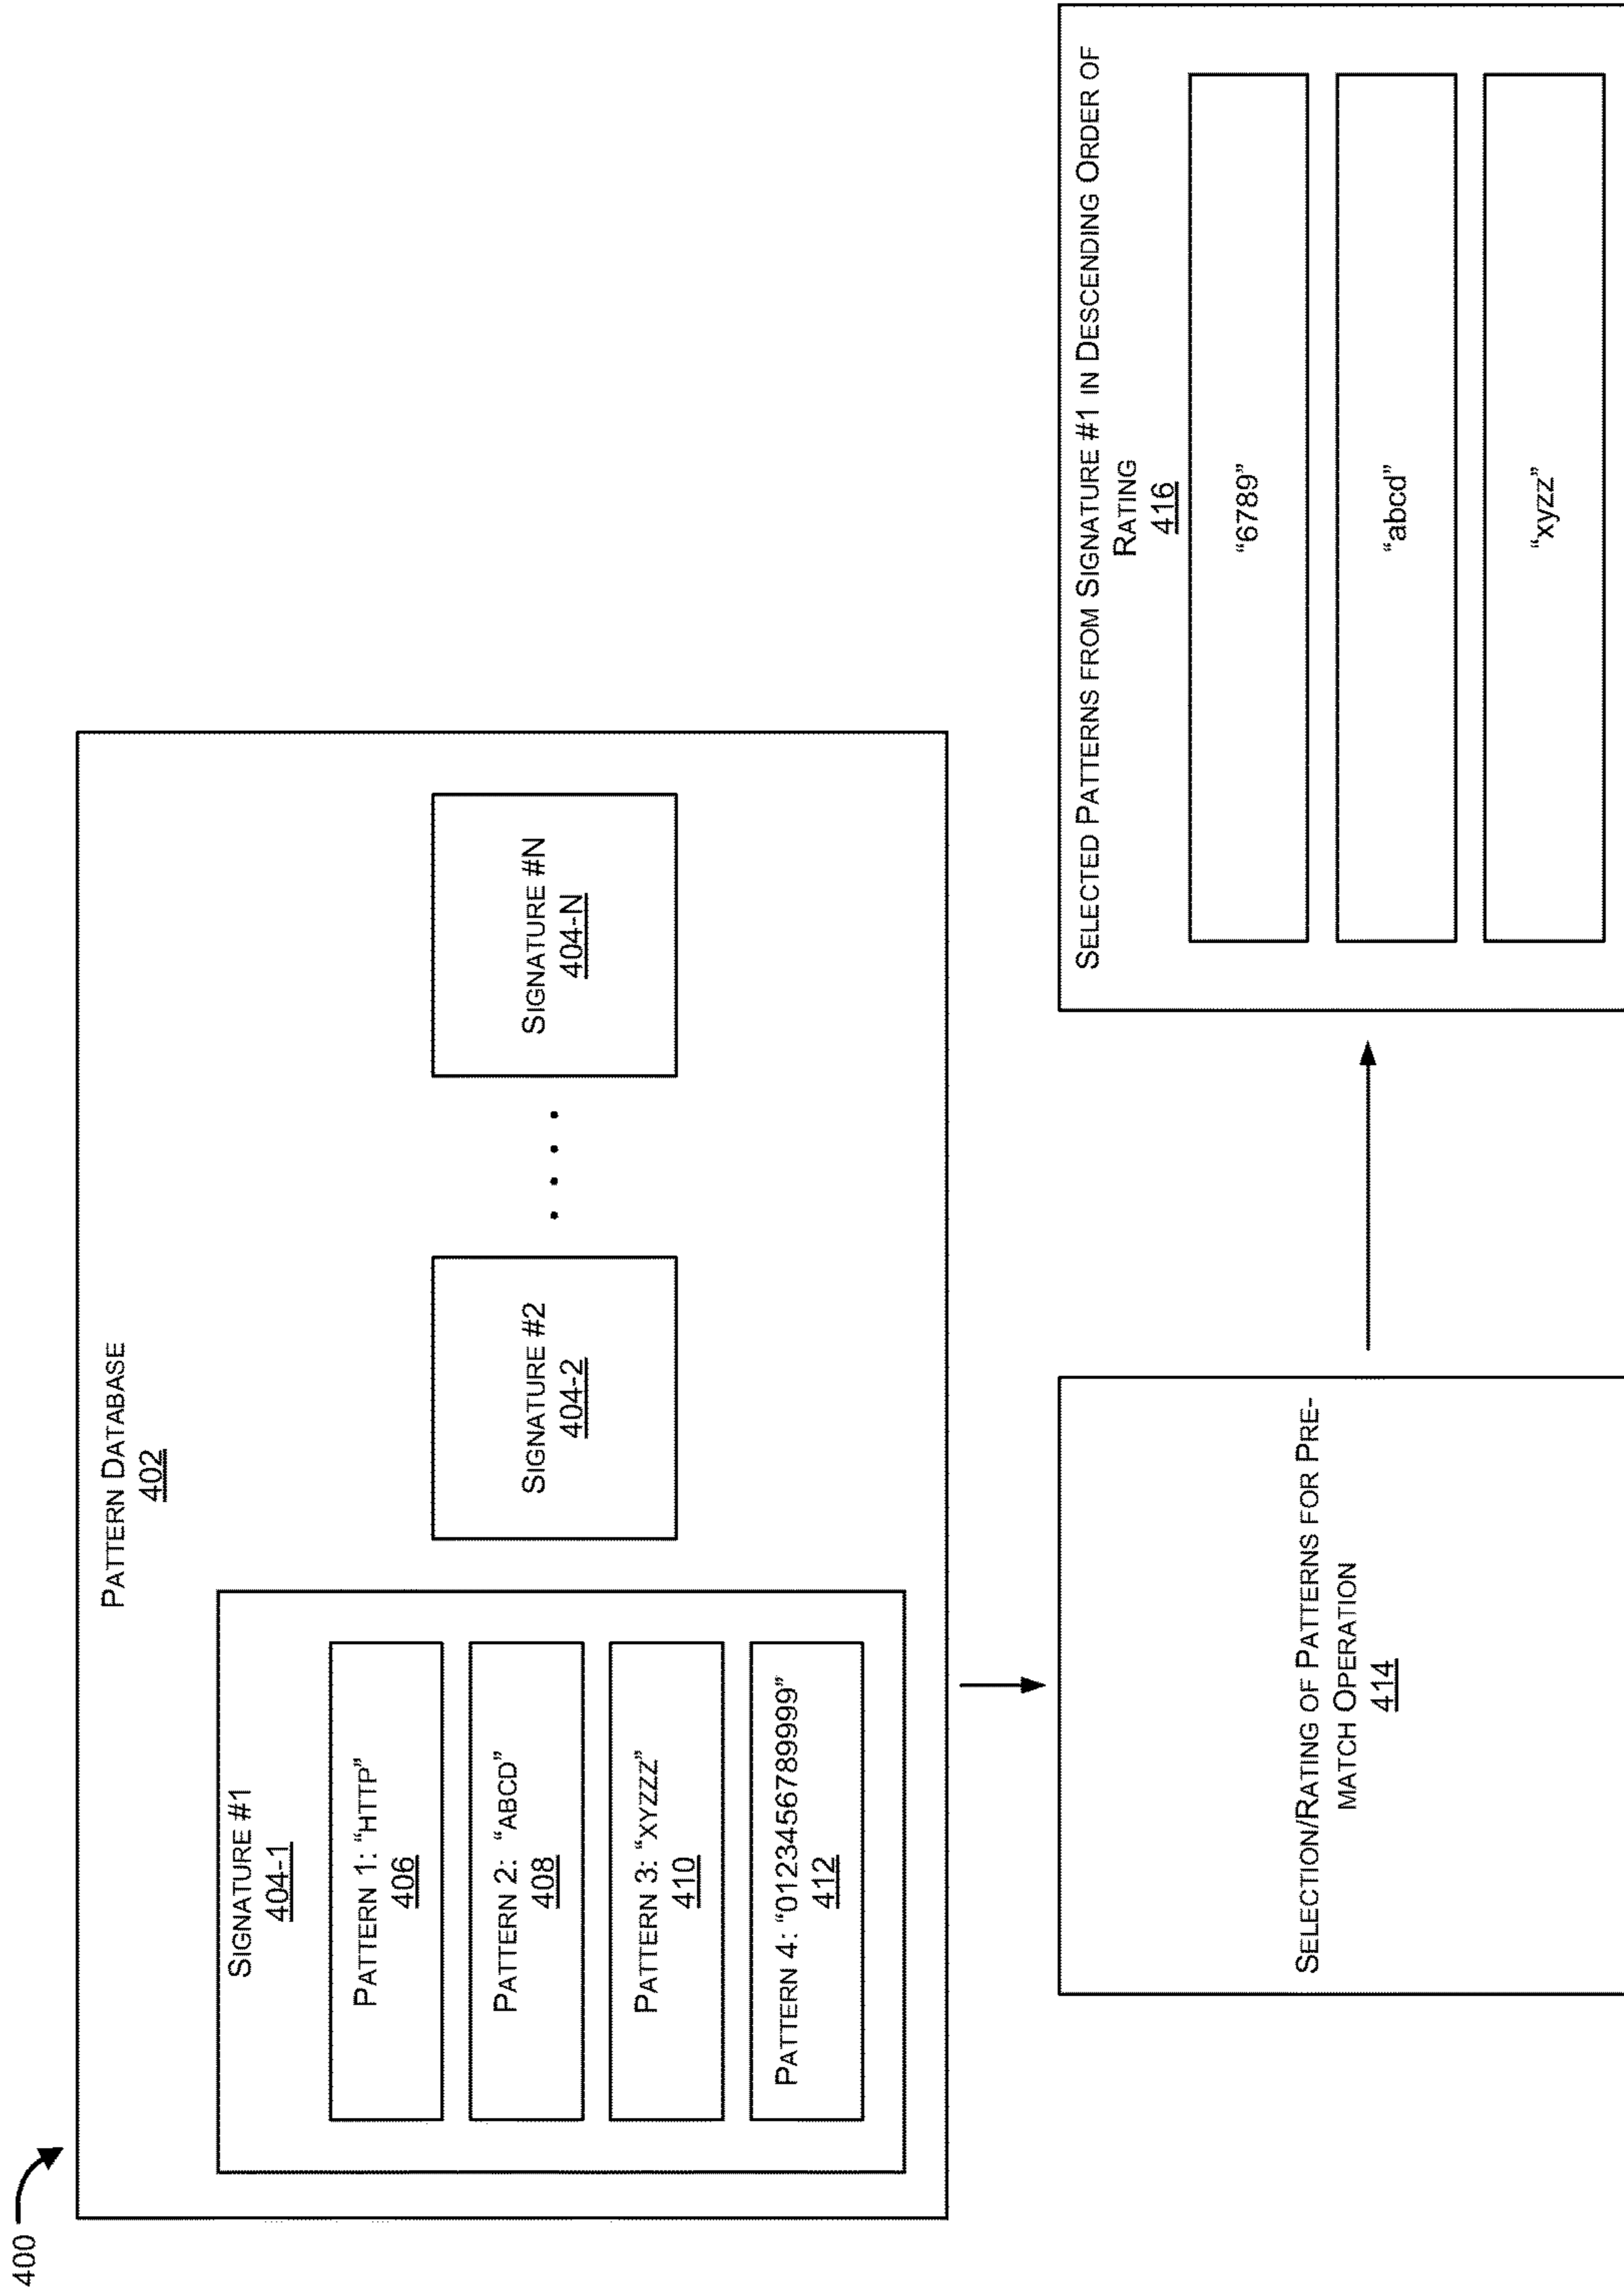 400
PATTERN DATABASE
402
SIGNATURE #1
404-1
PATTERN 1: “HTTP”
406
PATTERN 2: “ABCD”
408
PATTERN 3: “XYZZZ”
410
PATTERN 4: “0123456789999”
412
SIGNATURE #2
404-2
. . . .
SIGNATURE #N
404-N
SELECTION/RATING OF PATTERNS FOR PRE-
MATCH OPERATION
414
SELECTED PATTERNS FROM SIGNATURE #1 IN DESCENDING ORDER OF
RATING
416
“6789”
“abcd”
“xyzz”